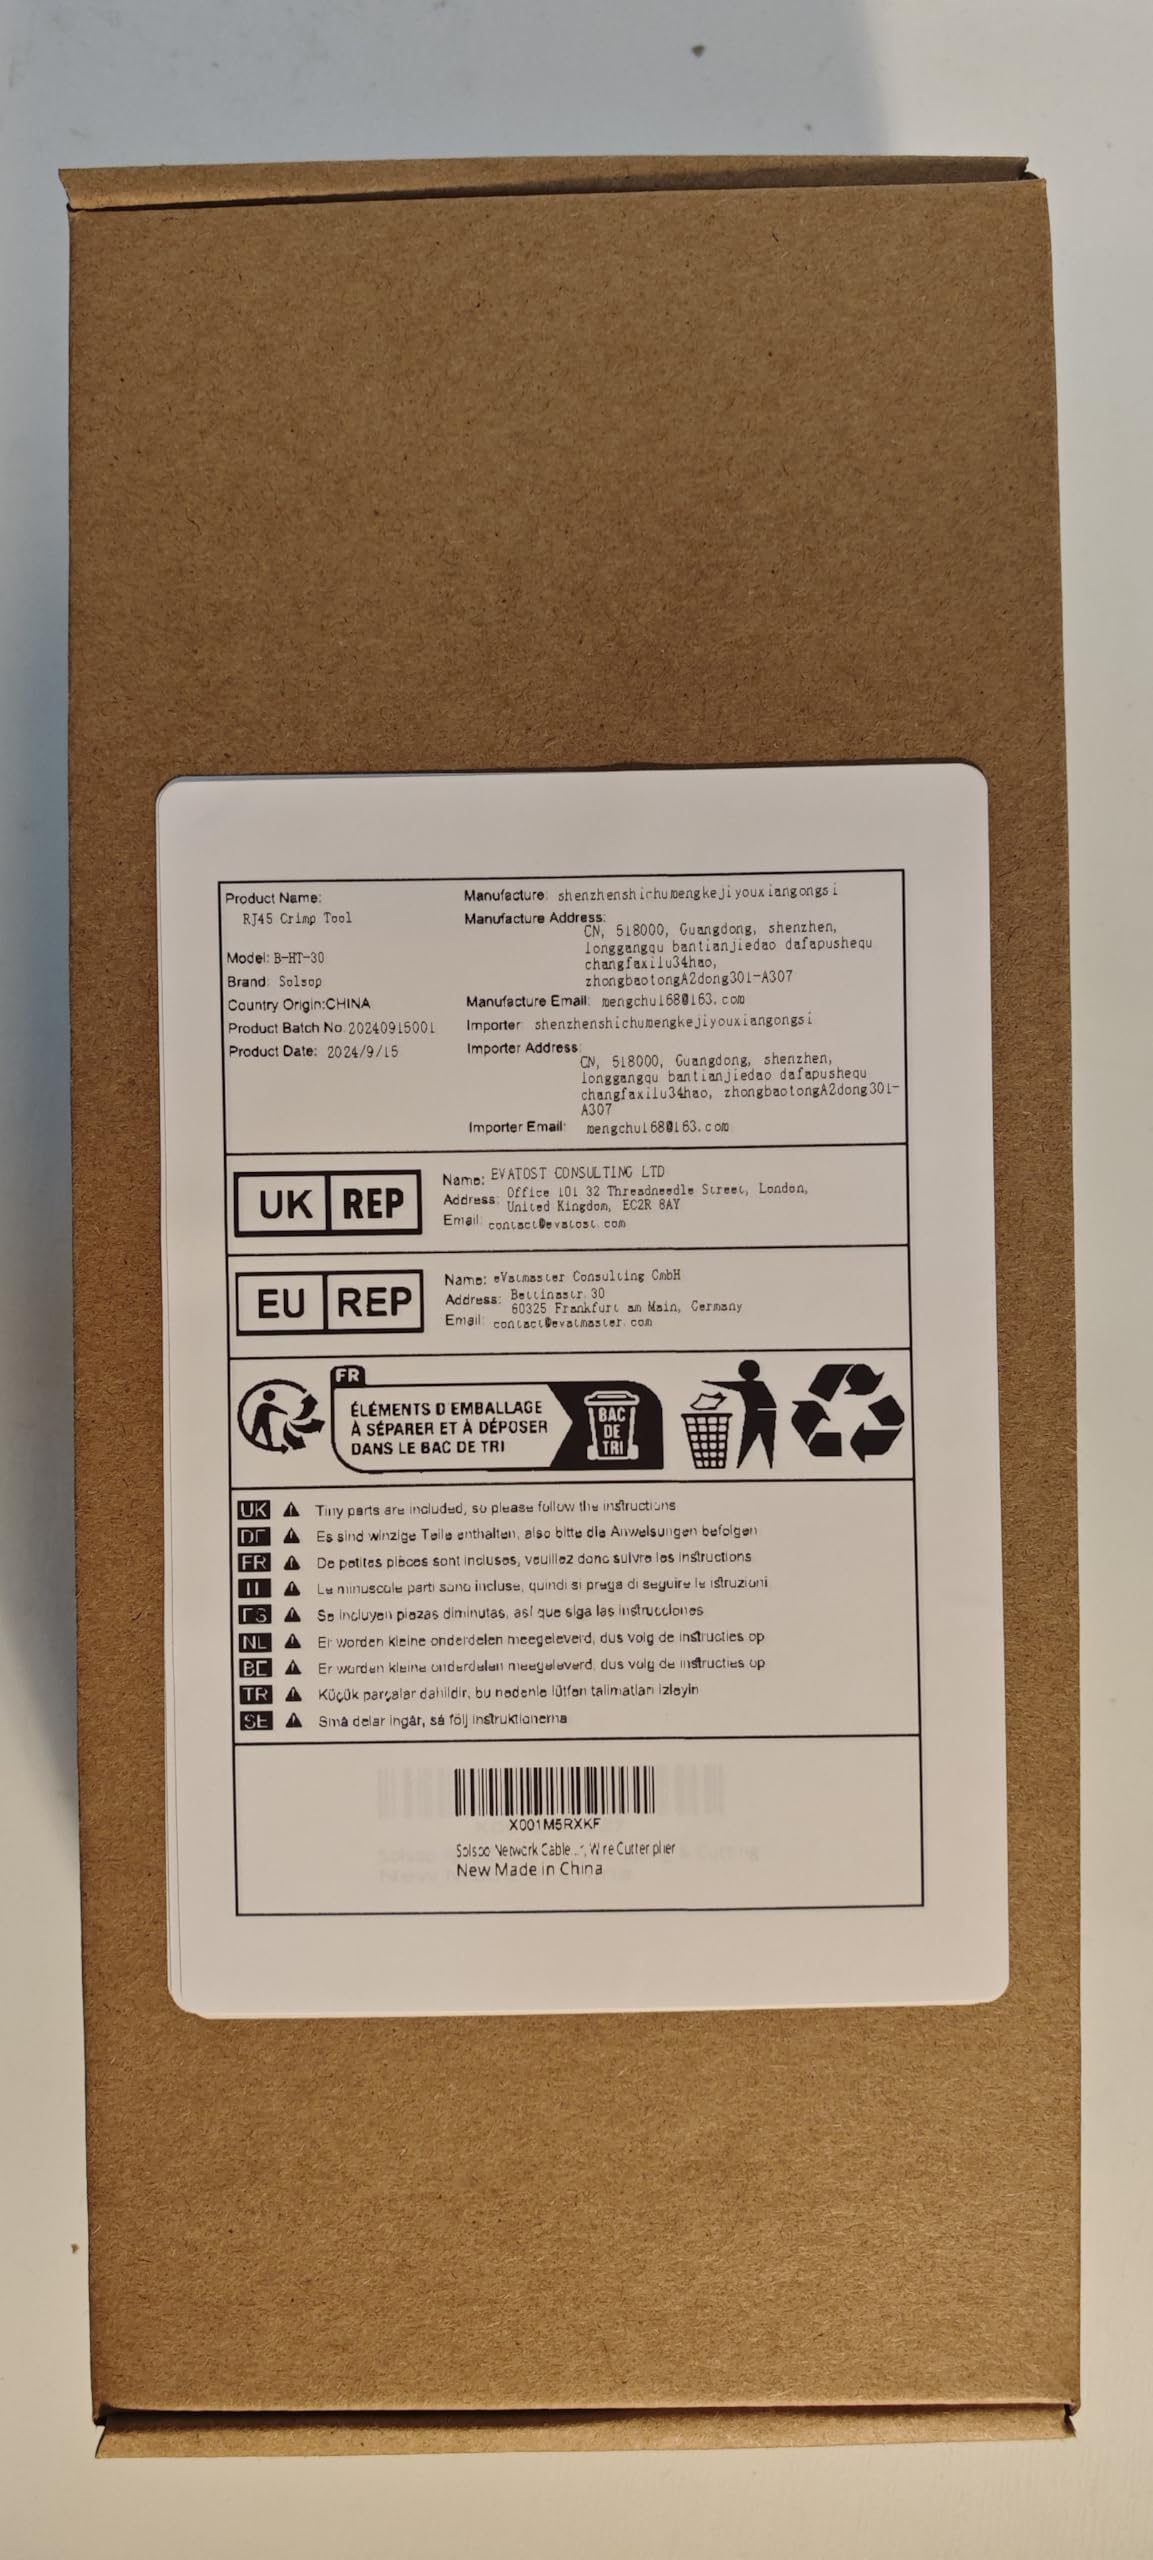 Product Name:
RJ45 Crimp Tool
Model: B-HT-30
Brand: Solsop
Country Origin:CHINA
Product Batch No.20240915001
Product Date: 2024/9/15
Manufacture: shenzhenshichumengkejiyouxiangongsi
Manufacture Address:
CN, 518000, Guangdong, shenzhen,
longgangqu bantianjiedao dafapushequ
changfaxilu34hao,
zhongbaotongA2dong301-A307
Manufacture Email: mengchu168@163.com
Importer: shenzhenshichumengkejiyouxiangongsi
Importer Address:
CN, 518000, Guangdong, shenzhen,
longgangqu bantianjiedao dafapushequ
changfaxilu34hao, zhongbaotongA2dong301-
A307
Importer Email: mengchu168@163.com
UK REP
Name: EVATOST CONSULTING LTD
Address: Office 101 32 Threadneedle Street, London,
United Kingdom, EC2R 8AY
Email: contact@evatost.com
EU REP
Name: eVatmaster Consulting GmbH
Address: Bettinastr. 30
60325 Frankfurt am Main, Germany
Email: contact@evatmaster.com
FR
ÉLÉMENTS D EMBALLAGE
À SÉPARER ET À DÉPOSER
DANS LE BAC DE TRI
BAC
DE
TRI
UK Tiny parts are included, so please follow the instructions
DE Es sind winzige Teile enthalten, also bitte die Anweisungen befolgen
FR De petites pièces sont incluses, veuillez donc suivre les instructions
IT Le minuscole parti sono incluse, quindi si prega di seguire le istruzioni
ES Se incluyen piezas diminutas, así que siga las instrucciones
NL Er worden kleine onderdelen meegeleverd, dus volg de instructies op
BE Er worden kleine onderdelen meegeleverd, dus volg de instructies op
TR Küçük parçalar dahildir, bu nedenle lütfen talimatları izleyin
SE Små delar ingår, så följ instruktionerna
X001M5RXKF
Solsop Network Cable ...r, Wire Cutter plier
New Made in China